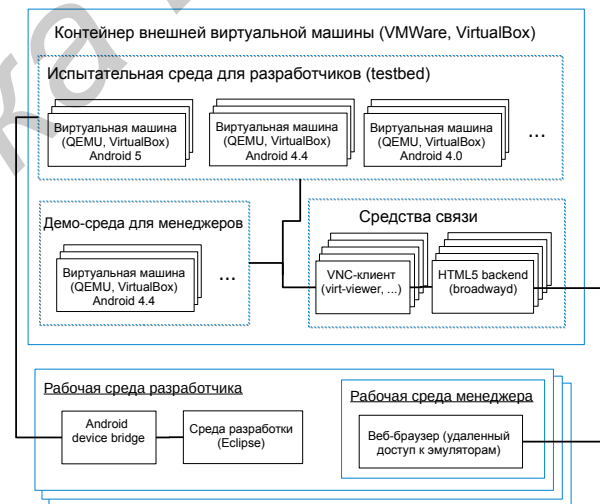 Контейнер внешней виртуальной машины (VMWare, VirtualBox)
Испытательная среда для разработчиков (testbed)
Виртуальная машина
(QEMU, VirtualBox)
Android 5
Виртуальная машина
(QEMU, VirtualBox)
Android 4.4
Виртуальная машина
(QEMU, VirtualBox)
Android 4.0
...
Демо-среда для менеджеров
Виртуальная машина
(QEMU, VirtualBox)
Android 4.4
...
Средства связи
VNC-клиент
(virt-viewer, ...)
HTML5 backend
(broadwayd)
Рабочая среда разработчика
Android
device bridge
Среда разработки
(Eclipse)
Рабочая среда менеджера
Веб-браузер (удаленный
доступ к эмуляторам)